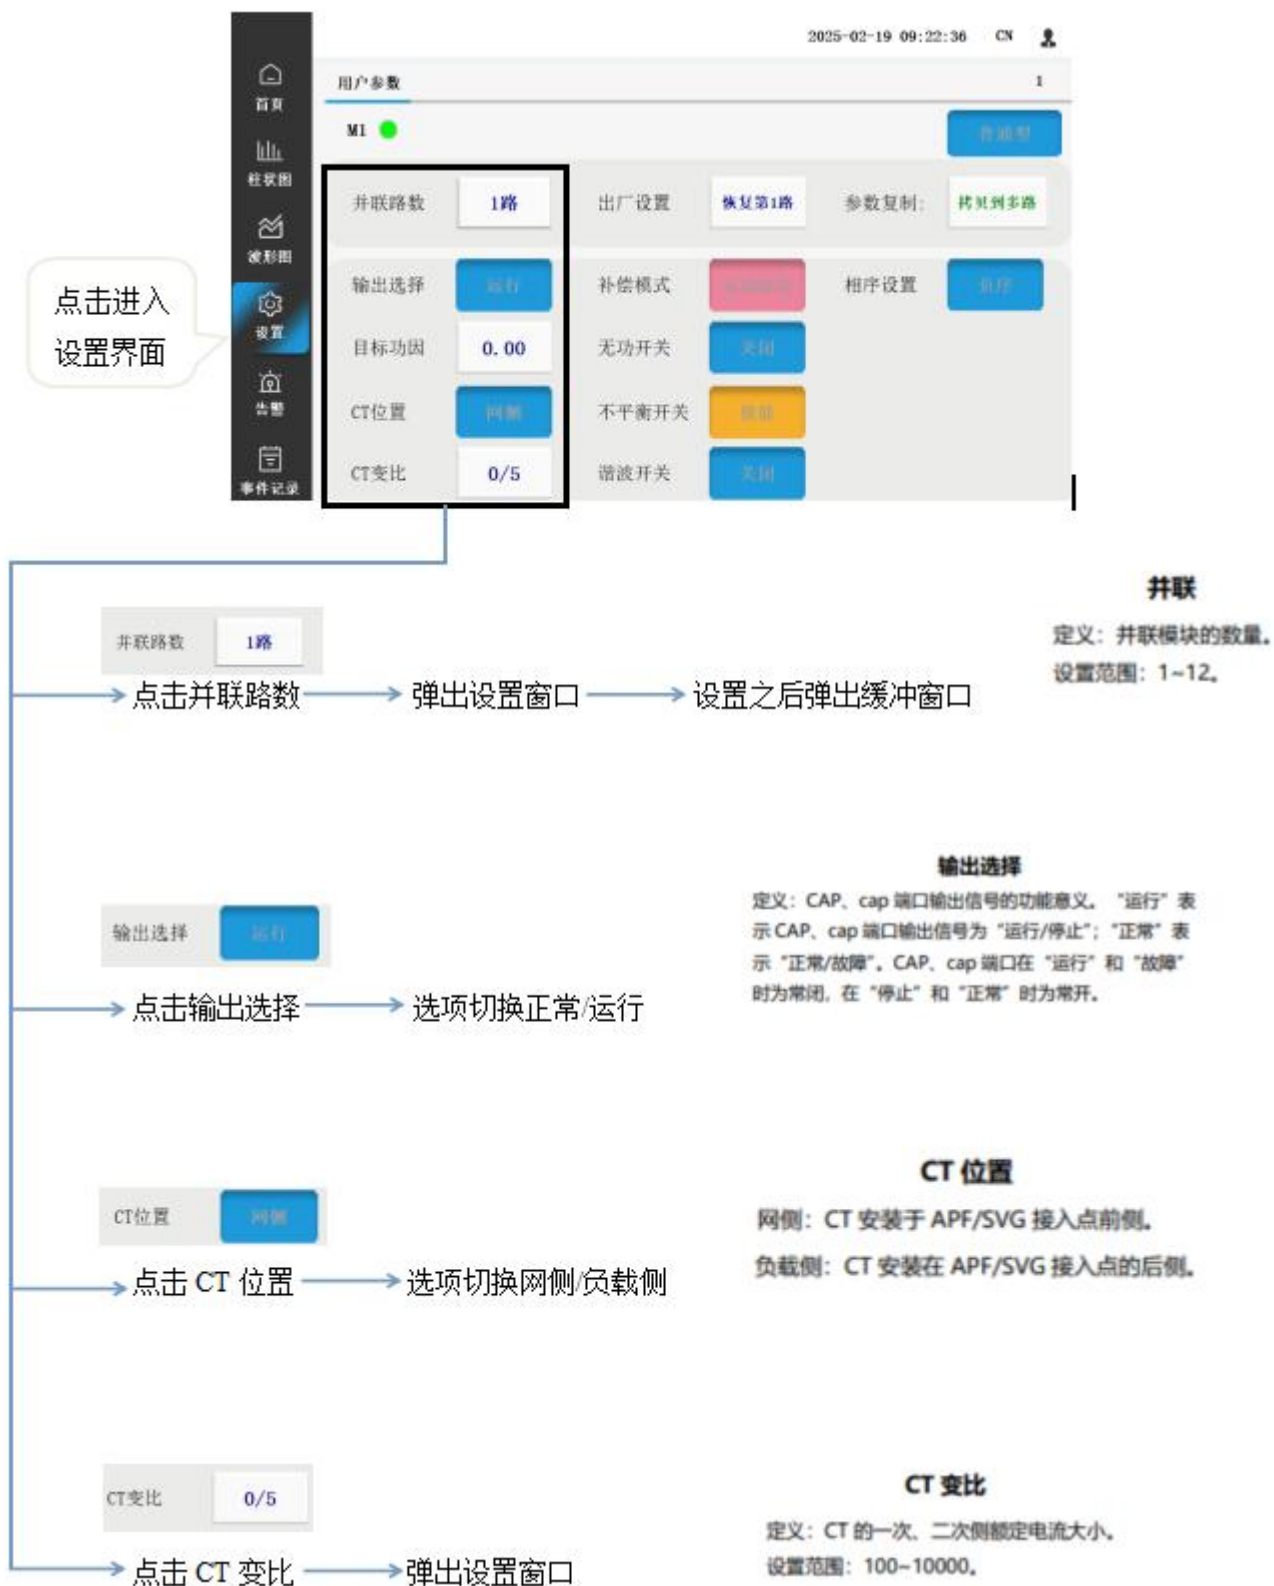 2025-02-19 09:22:36 CN
首页
用户参数 1
M1 普通型
柱状图
并联路数 1路 出厂设置 恢复第1路 参数复制: 拷贝到多路
波形图
点击进入
设置界面
输出选择 运行 补偿模式 相序设置
设置
目标功因 0.00 无功开关 关闭
告警
CT位置 网侧 不平衡开关
事件记录
CT变比 0/5 谐波开关 关闭
并联
定义：并联模块的数量。
设置范围：1~12。
并联路数 1路
点击并联路数 弹出设置窗口 设置之后弹出缓冲窗口
输出选择
定义：CAP、cap 端口输出信号的功能意义。 “运行” 表
示 CAP、cap 端口输出信号为 “运行/停止”； “正常” 表
示 “正常/故障”。CAP、cap 端口在 “运行” 和 “故障”
时为常闭，在 “停止” 和 “正常” 时为常开。
输出选择 运行
点击输出选择 选项切换正常/运行
CT 位置
网侧：CT 安装于 APF/SVG 接入点前侧。
负载侧：CT 安装在 APF/SVG 接入点的后侧。
CT位置 网侧
点击 CT 位置 选项切换网侧/负载侧
CT 变比
定义：CT 的一次、二次侧额定电流大小。
设置范围：100~10000。
CT变比 0/5
点击 CT 变比 弹出设置窗口